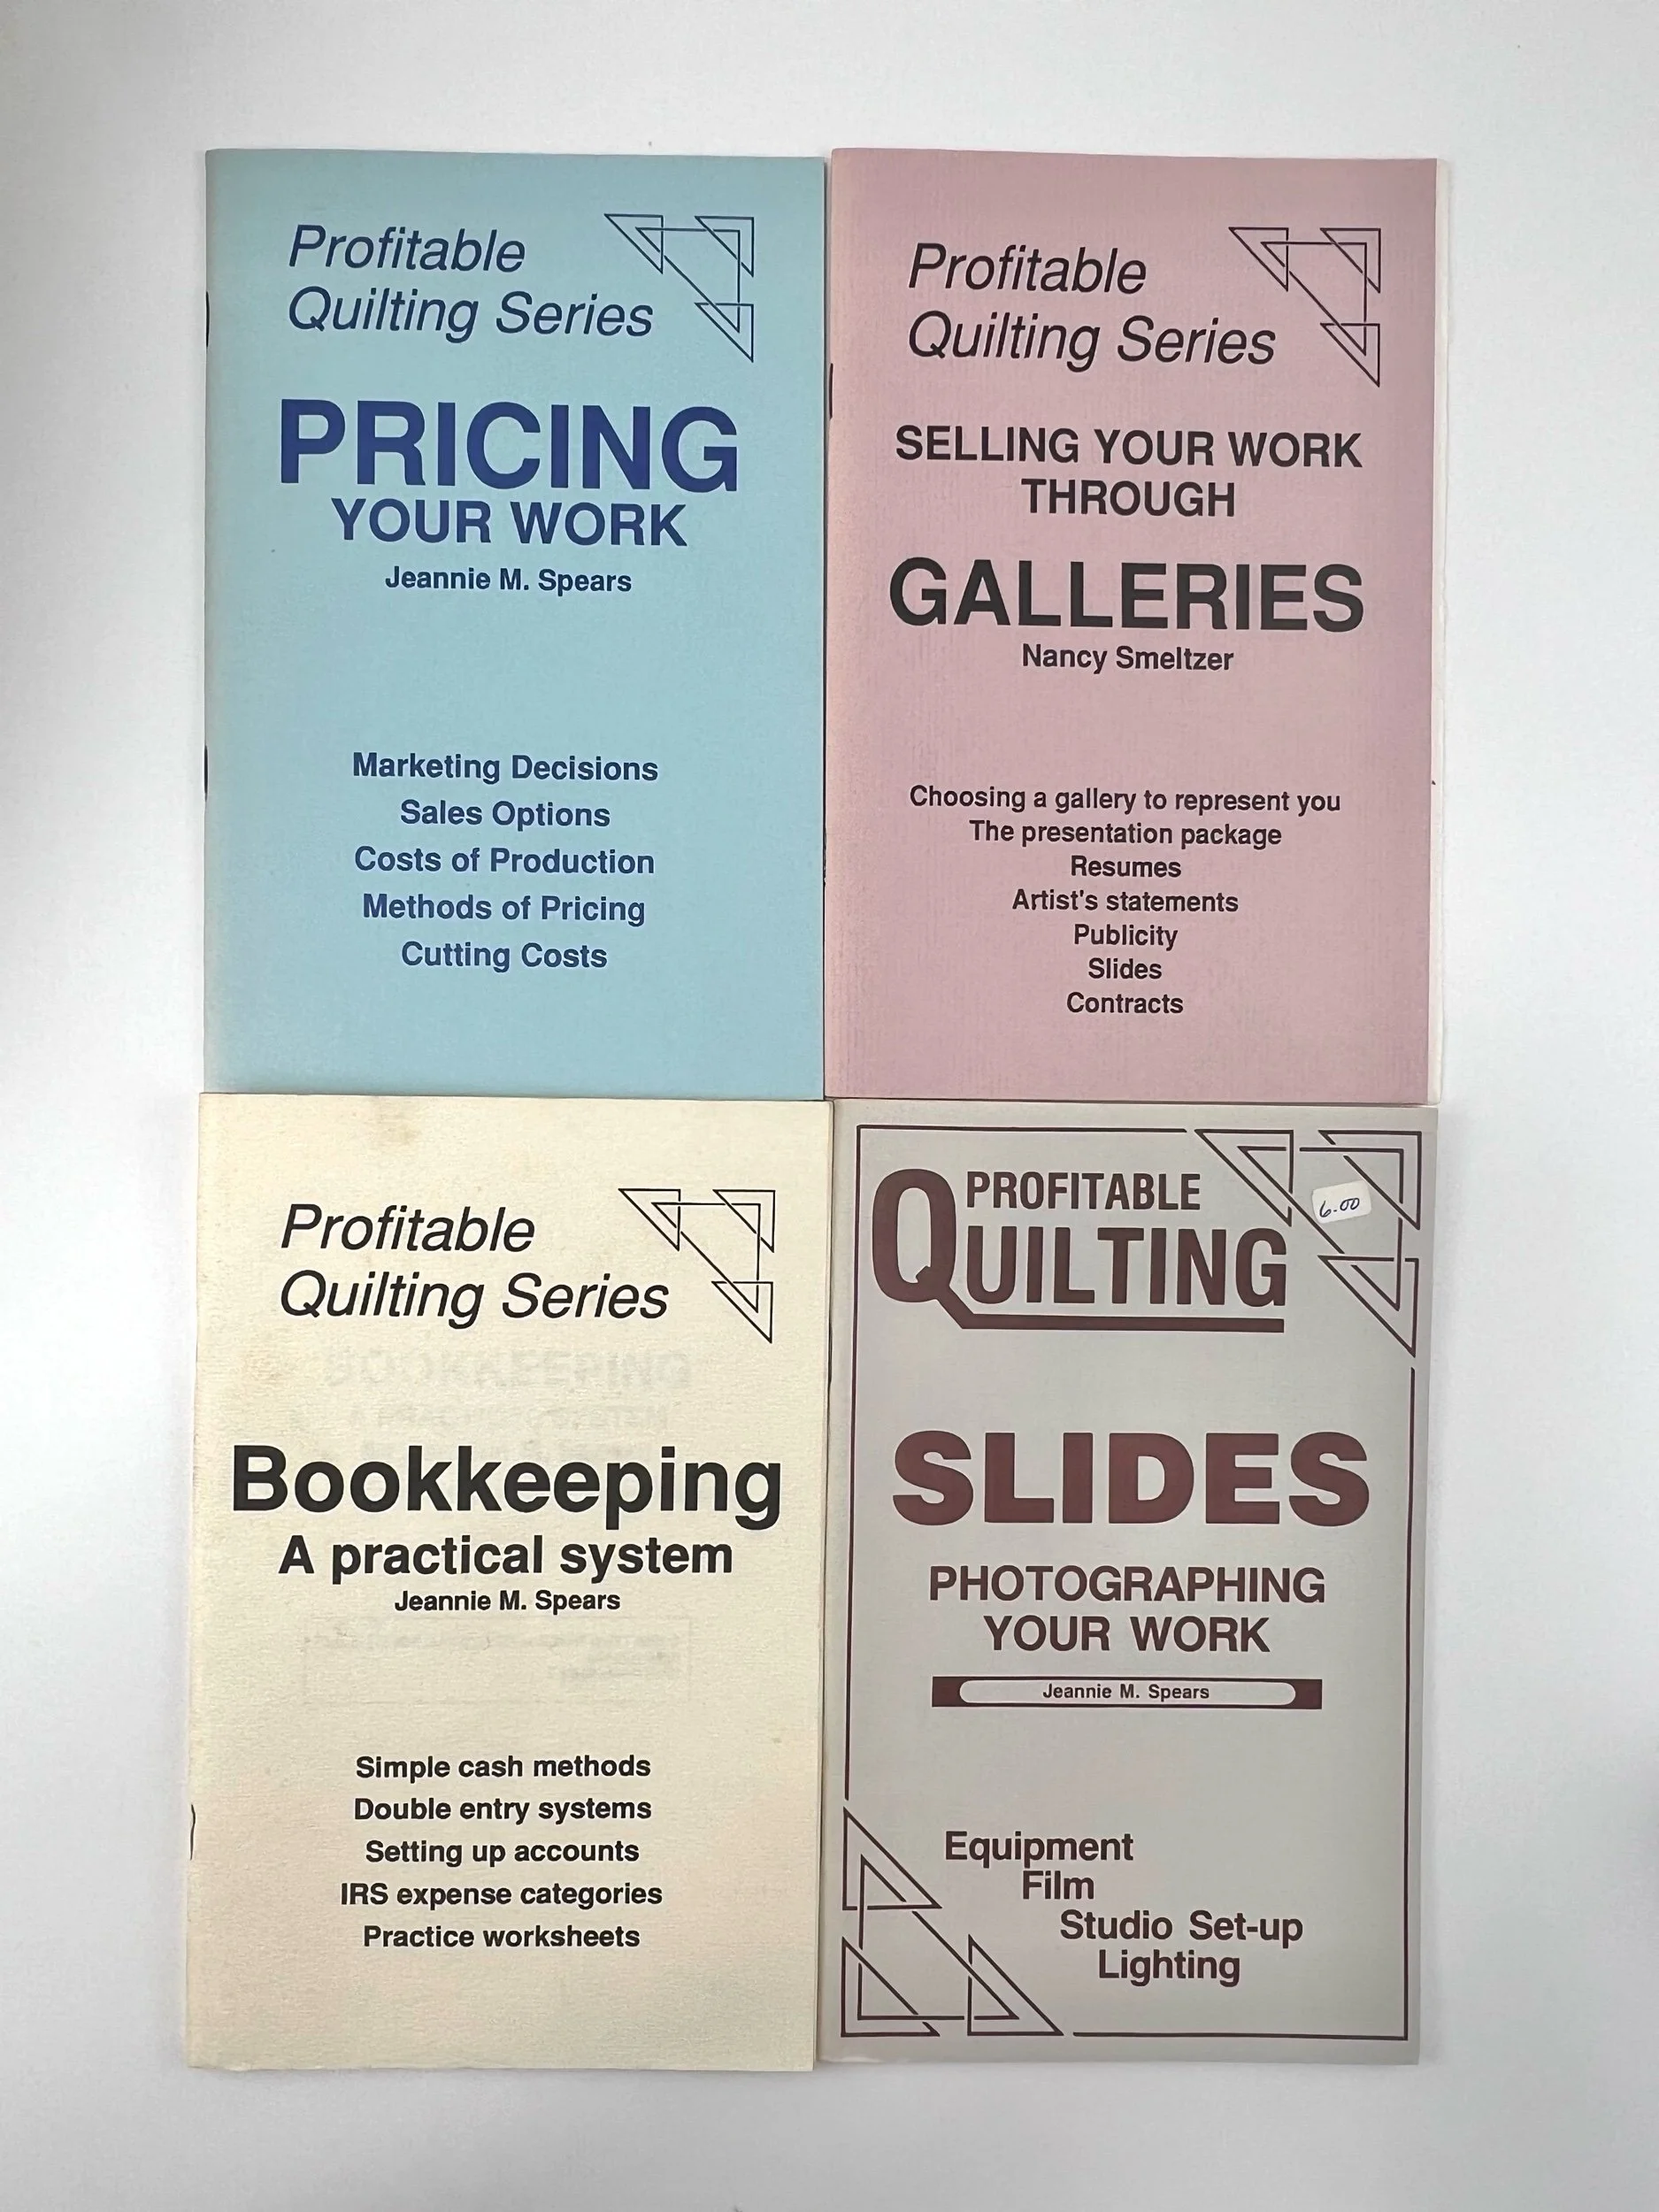 Profitable
Quilting Series
PRICING
YOUR WORK
Jeannie M. Spears
Marketing Decisions
Sales Options
Costs of Production
Methods of Pricing
Cutting Costs
Profitable
Quilting Series
SELLING YOUR WORK
THROUGH
GALLERIES
Nancy Smeltzer
Choosing a gallery to represent you
The presentation package
Resumes
Artist's statements
Publicity
Slides
Contracts
Profitable
Quilting Series
BOOKKEEPING
A PRACTICAL SYSTEM
Bookkeeping
A practical system
Jeannie M. Spears
Simple cash methods
Double entry systems
Setting up accounts
IRS expense categories
Practice worksheets
PROFITABLE
QUILTING
6.00
SLIDES
PHOTOGRAPHING
YOUR WORK
Jeannie M. Spears
Equipment
Film
Studio Set-up
Lighting